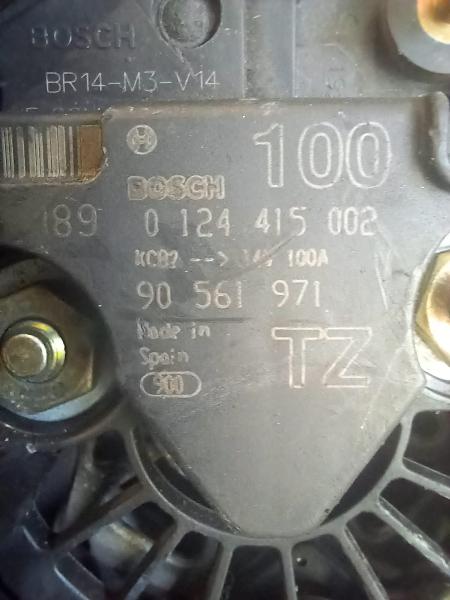 BOSCH
BR14-M3-V14
100
BOSCH
189 0 124 415 002
14V 100A
90 561 971
Made in
Spain
TZ
900